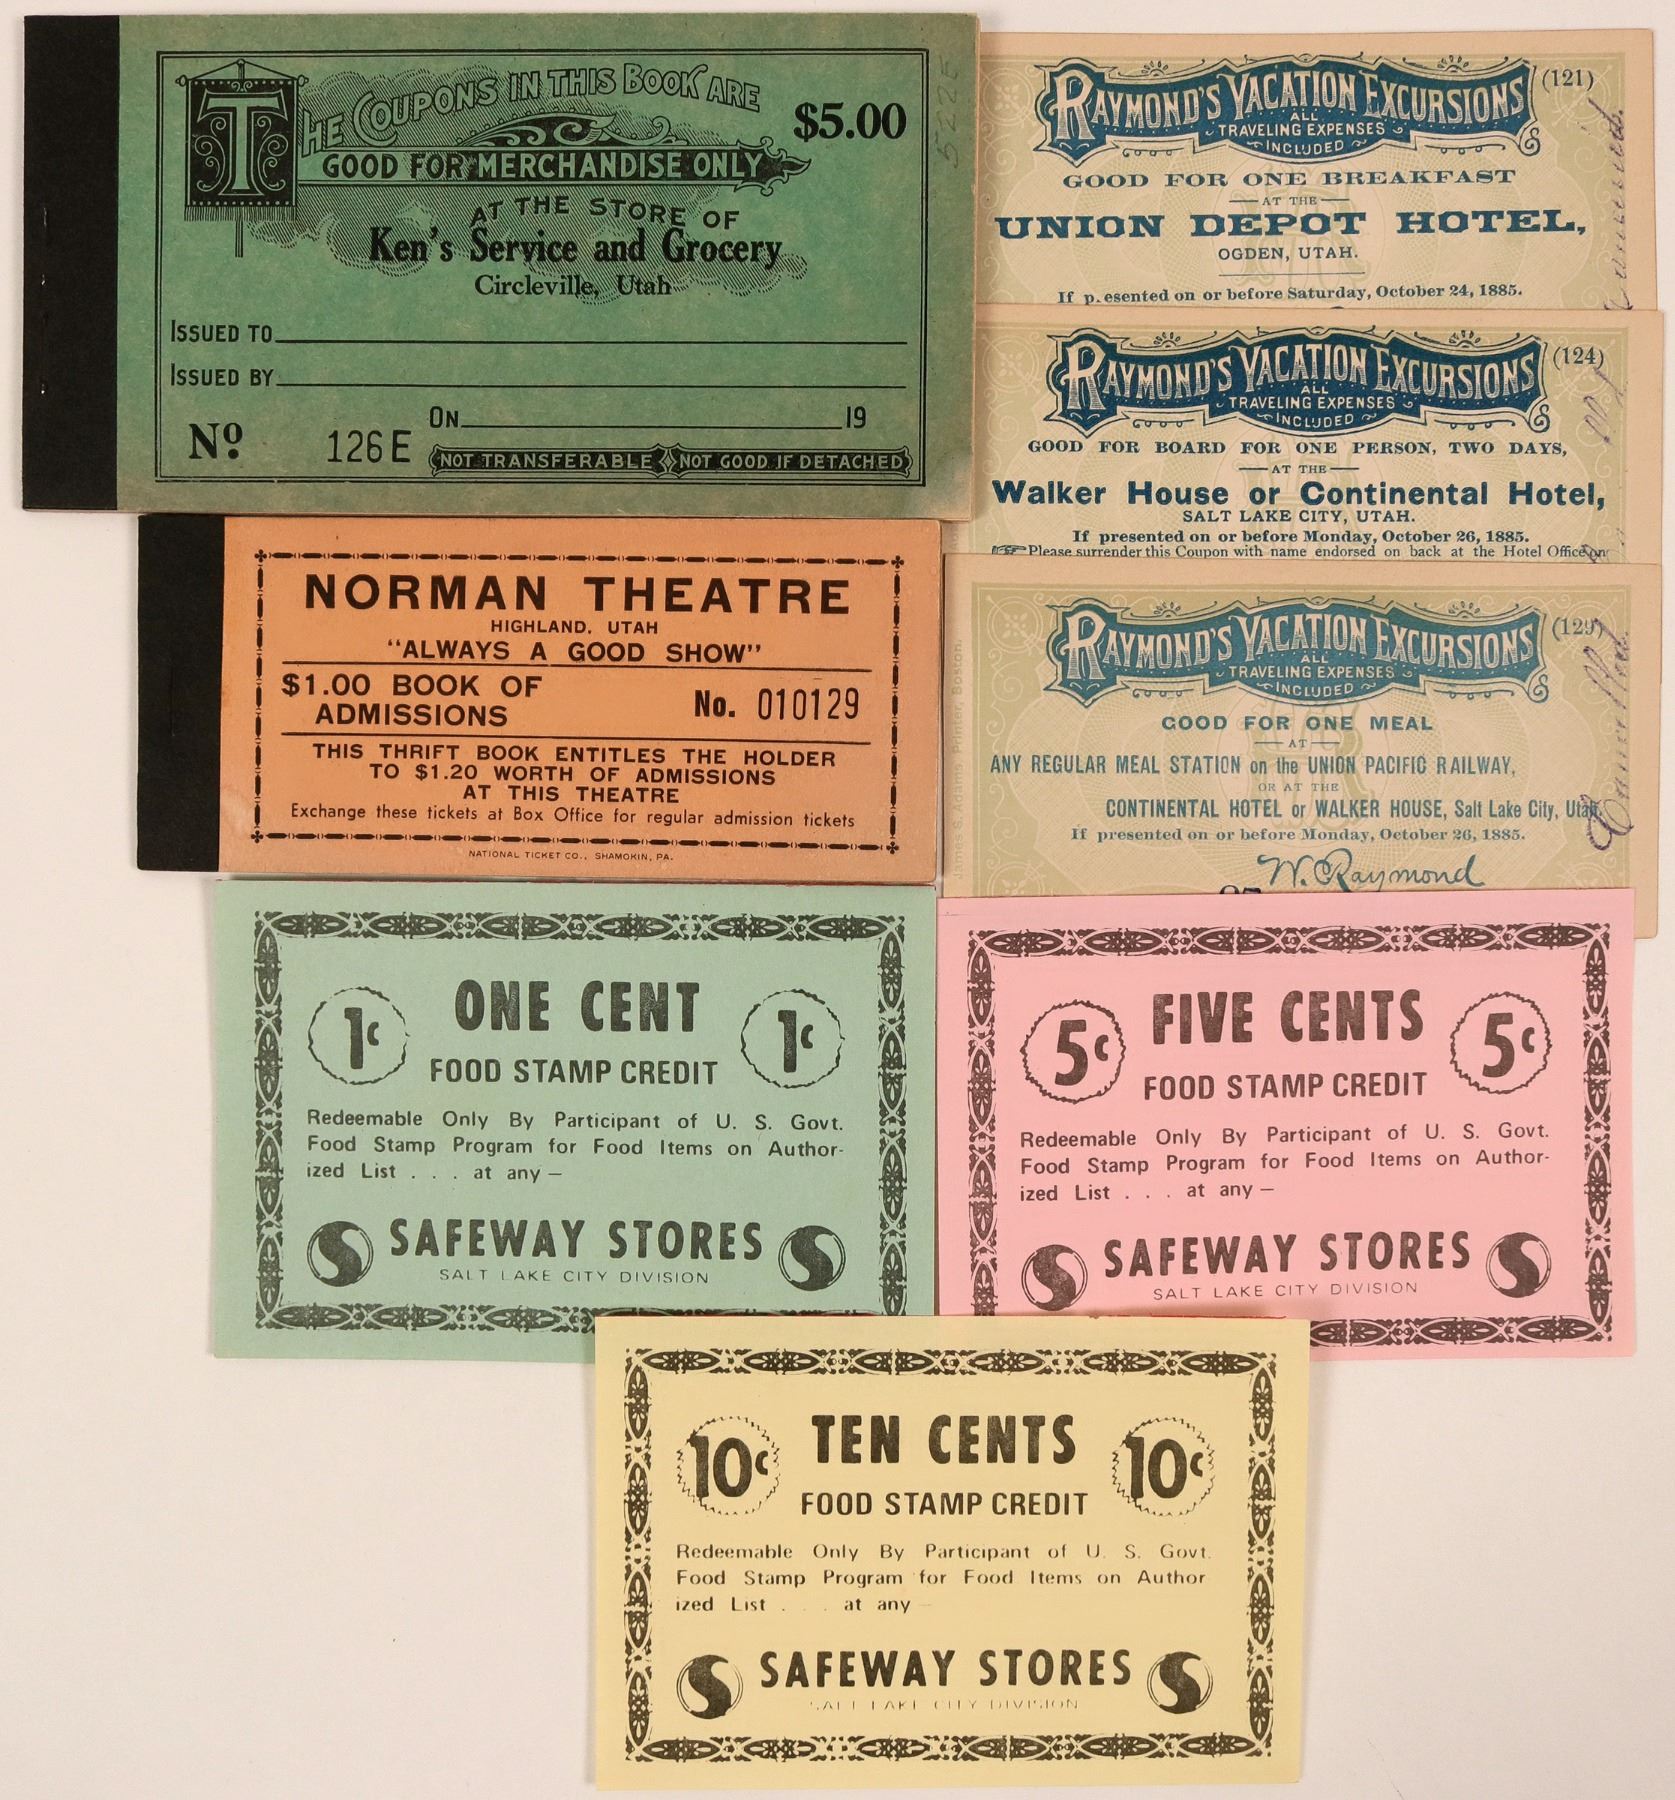 THE COUPONS IN THIS BOOK ARE
$5.00
GOOD FOR MERCHANDISE ONLY
AT THE STORE OF
Ken's Service and Grocery
Circleville, Utah
ISSUED TO
ISSUED BY
ON 19
Nº 126E
NOT TRANSFERABLE NOT GOOD IF DETACHED
NORMAN THEATRE
HIGHLAND, UTAH
"ALWAYS A GOOD SHOW"
$1.00 BOOK OF
ADMISSIONS
No. 010129
THIS THRIFT BOOK ENTITLES THE HOLDER
TO $1.20 WORTH OF ADMISSIONS
AT THIS THEATRE
Exchange these tickets at Box Office for regular admission tickets
NATIONAL TICKET CO., SHAMOKIN, PA.
RAYMOND'S VACATION EXCURSIONS
(121)
ALL
TRAVELING EXPENSES
INCLUDED
GOOD FOR ONE BREAKFAST
AT THE
UNION DEPOT HOTEL,
OGDEN, UTAH.
If p.esented on or before Saturday, October 24, 1885.
RAYMOND'S VACATION EXCURSIONS
(124)
ALL
TRAVELING EXPENSES
INCLUDED
GOOD FOR BOARD FOR ONE PERSON, TWO DAYS,
AT THE
Walker House or Continental Hotel,
SALT LAKE CITY, UTAH.
If presented on or before Monday, October 26, 1885.
Please surrender this Coupon with name endorsed on back at the Hotel Office on
RAYMOND'S VACATION EXCURSIONS
(129)
ALL
TRAVELING EXPENSES
INCLUDED
GOOD FOR ONE MEAL
AT
ANY REGULAR MEAL STATION on the UNION PACIFIC RAILWAY,
OR AT THE
CONTINENTAL HOTEL or WALKER HOUSE, Salt Lake City, Utah
If presented on or before Monday, October 26, 1885.
W. Raymond
James S. Adams, Printer, Boston.
1c ONE CENT 1c
FOOD STAMP CREDIT
Redeemable Only By Participant of U. S. Govt.
Food Stamp Program for Food Items on Author-
ized List . . . at any —
SAFEWAY STORES
SALT LAKE CITY DIVISION
5c FIVE CENTS 5c
FOOD STAMP CREDIT
Redeemable Only By Participant of U. S. Govt.
Food Stamp Program for Food Items on Author-
ized List . . . at any —
SAFEWAY STORES
SALT LAKE CITY DIVISION
10c TEN CENTS 10c
FOOD STAMP CREDIT
Redeemable Only By Participant of U. S. Govt.
Food Stamp Program for Food Items on Author
ized List . . at any —
SAFEWAY STORES
SALT LAKE CITY DIVISION